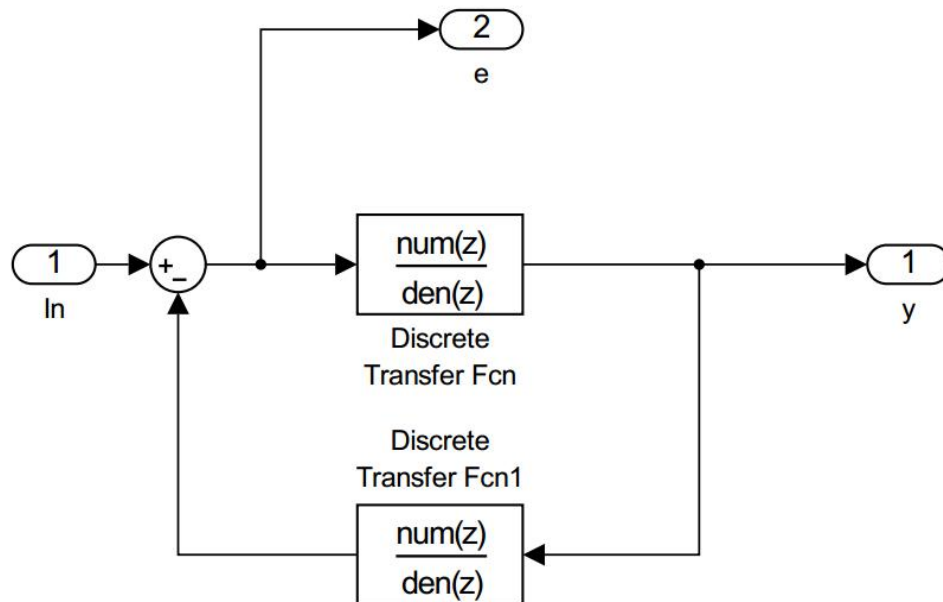 2
e
1
In
+
−
num(z)
den(z)
Discrete
Transfer Fcn
1
y
Discrete
Transfer Fcn1
num(z)
den(z)